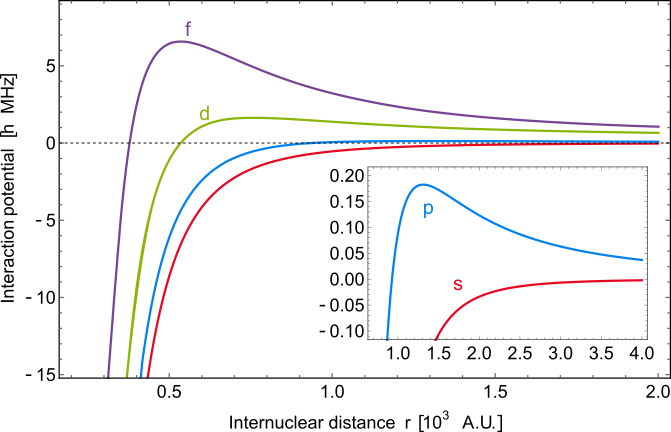 f
d
5
0
-5
-10
-15
Interaction potential [h MHz]
0.20
0.15
0.10
0.05
0.00
-0.05
-0.10
p
s
1.0 1.5 2.0 2.5 3.0 3.5 4.0
0.5 1.0 1.5 2.0
Internuclear distance r [10³ A.U.]